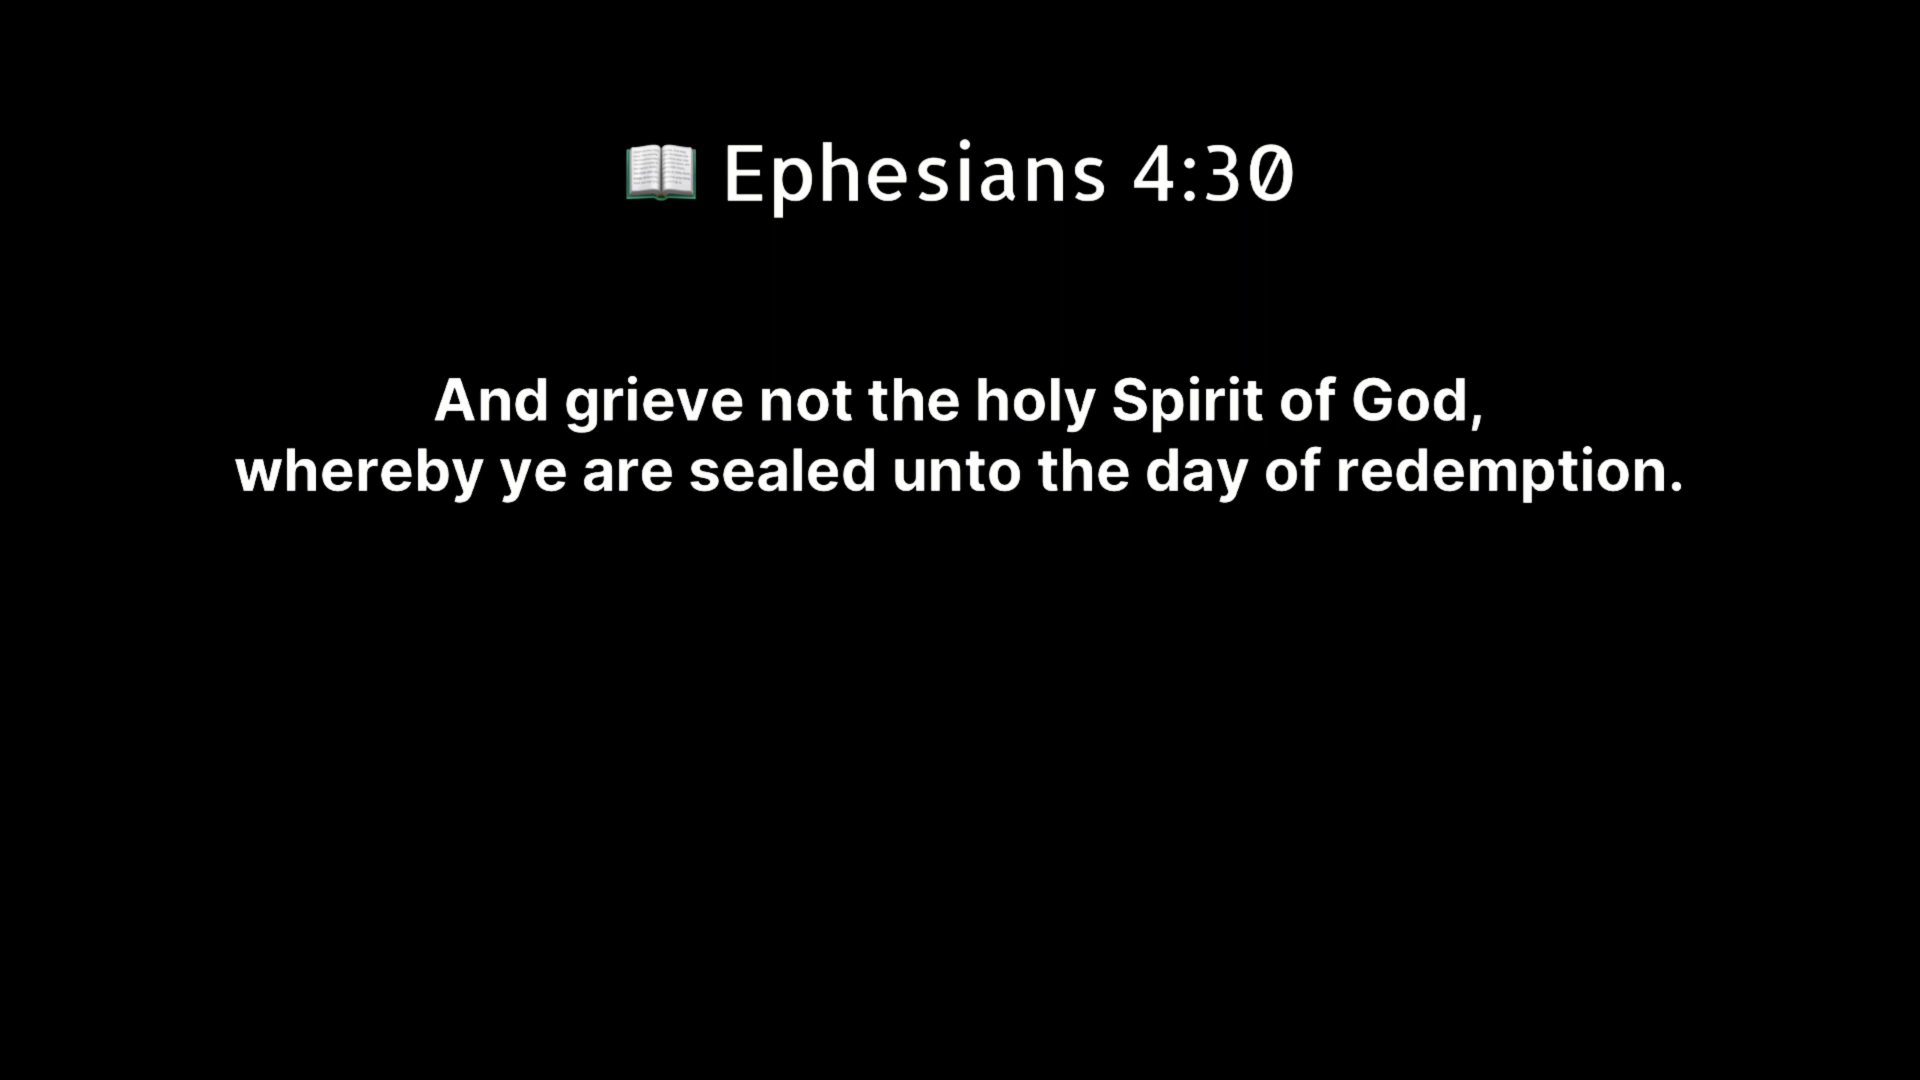 📖 Ephesians 4:30
And grieve not the holy Spirit of God,
whereby ye are sealed unto the day of redemption.